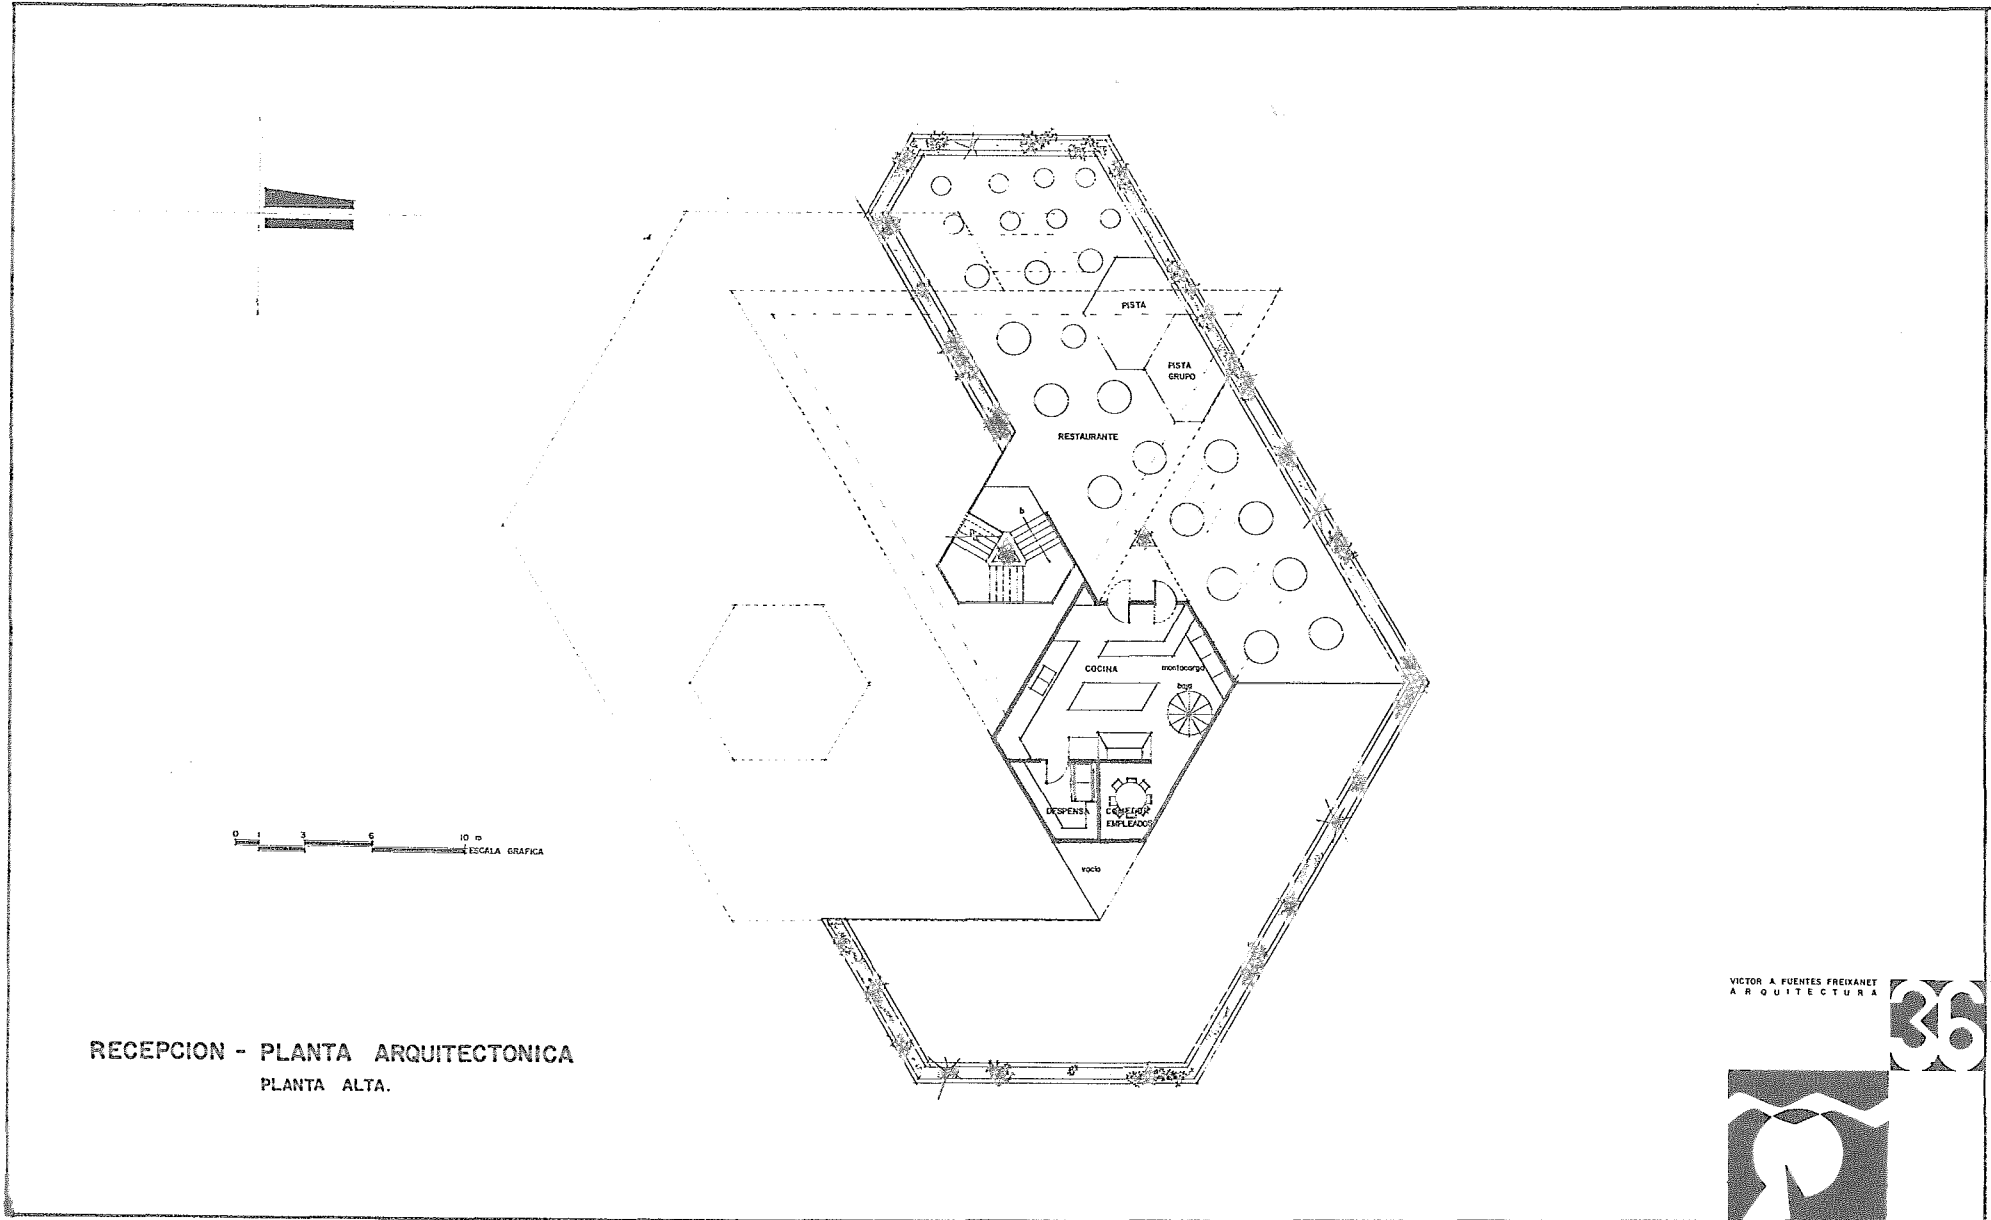 PISTA
PISTA
GRUPO
RESTAURANTE
b
COCINA
montacarga
baja
DESPENSA
COMEDOR
EMPLEADOS
vacio
0 1 3 6 10 m
ESCALA GRAFICA
RECEPCION - PLANTA ARQUITECTONICA
PLANTA ALTA.
VICTOR A. FUENTES FREIXANET
ARQUITECTURA
36